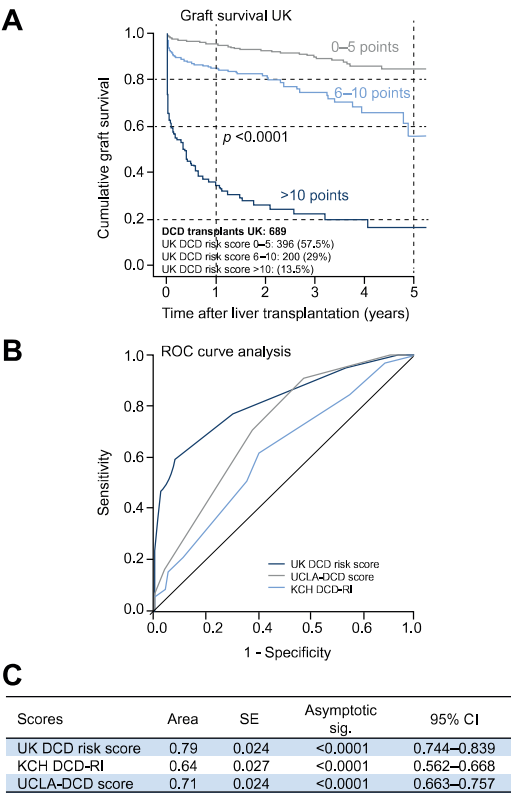 A
Graft survival UK
Cumulative graft survival
1.0
0.8
0.6
0.4
0.2
0.0
0–5 points
6–10 points
p <0.0001
>10 points
DCD transplants UK: 689
UK DCD risk score 0–5: 396 (57.5%)
UK DCD risk score 6–10: 200 (29%)
UK DCD risk score >10: (13.5%)
0 1 2 3 4 5
Time after liver transplantation (years)
B
ROC curve analysis
Sensitivity
1.0
0.8
0.6
0.4
0.2
0.0
UK DCD risk score
UCLA-DCD score
KCH DCD-RI
0.0 0.2 0.4 0.5 0.8 1.0
1 - Specificity
C
Scores Area SE Asymptotic sig. 95% CI
UK DCD risk score 0.79 0.024 <0.0001 0.744–0.839
KCH DCD-RI 0.64 0.027 <0.0001 0.562–0.668
UCLA-DCD score 0.71 0.024 <0.0001 0.663–0.757